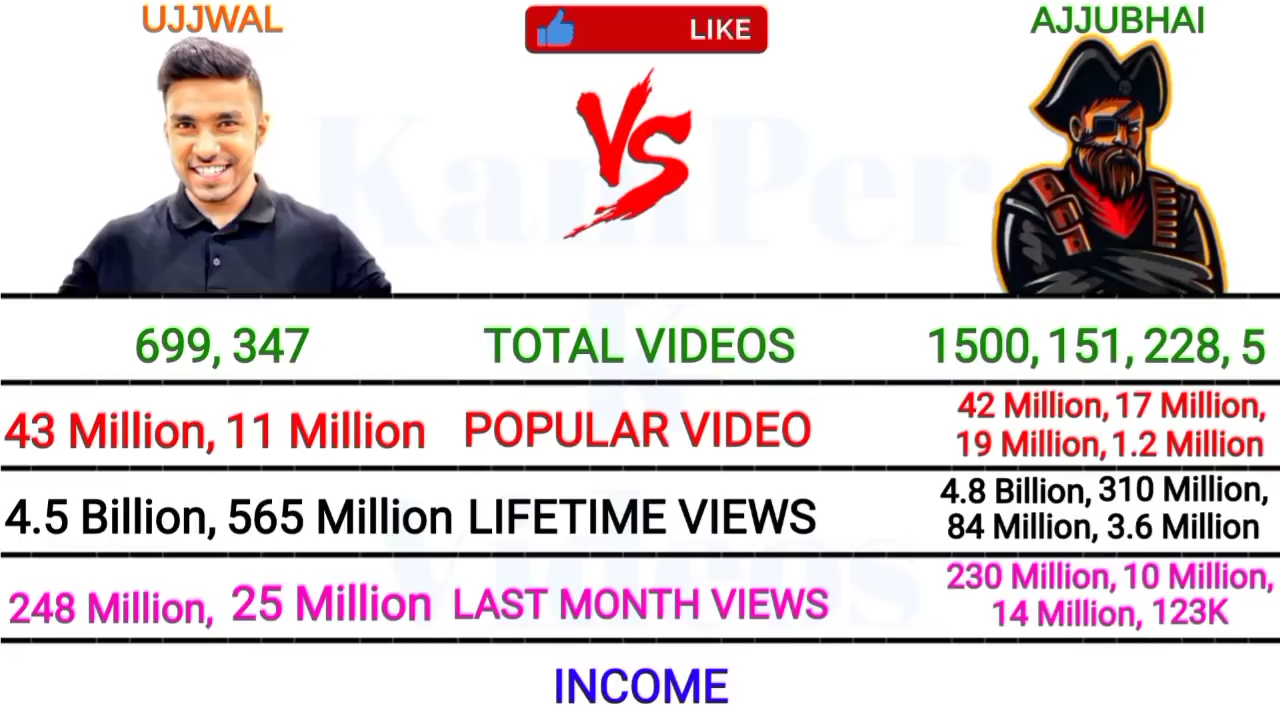 UJJWAL
LIKE
AJJUBHAI
VS
699, 347
TOTAL VIDEOS
1500, 151, 228, 5
43 Million, 11 Million
POPULAR VIDEO
42 Million, 17 Million,
19 Million, 1.2 Million
4.5 Billion, 565 Million
LIFETIME VIEWS
4.8 Billion, 310 Million,
84 Million, 3.6 Million
248 Million, 25 Million
LAST MONTH VIEWS
230 Million, 10 Million,
14 Million, 123K
INCOME